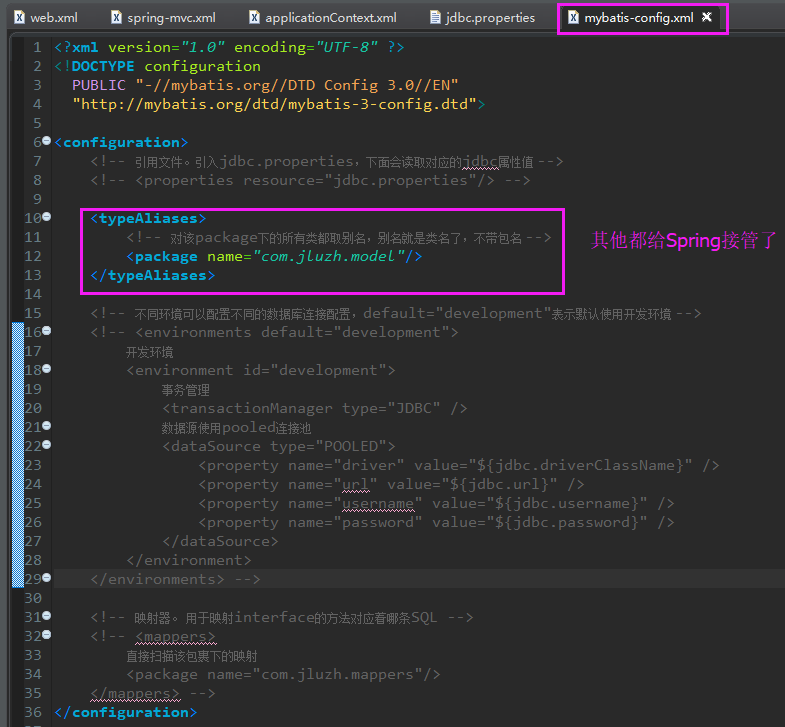 web.xml spring-mvc.xml applicationContext.xml jdbc.properties mybatis-config.xml
1 <?xml version="1.0" encoding="UTF-8" ?>
2 <!DOCTYPE configuration
3 PUBLIC "-//mybatis.org//DTD Config 3.0//EN"
4 "http://mybatis.org/dtd/mybatis-3-config.dtd">
5
6 <configuration>
7 <!-- 引用文件。引入jdbc.properties，下面会读取对应的jdbc属性值 -->
8 <!-- <properties resource="jdbc.properties"/> -->
9
10 <typeAliases>
11 <!-- 对该package下的所有类都取别名，别名就是类名了，不带包名 -->
其他都给Spring接管了
12 <package name="com.jluzh.model"/>
13 </typeAliases>
14
15 <!-- 不同环境可以配置不同的数据库连接配置，default="development"表示默认使用开发环境 -->
16 <!-- <environments default="development">
17 开发环境
18 <environment id="development">
19 事务管理
20 <transactionManager type="JDBC" />
21 数据源使用pooled连接池
22 <dataSource type="POOLED">
23 <property name="driver" value="${jdbc.driverClassName}" />
24 <property name="url" value="${jdbc.url}" />
25 <property name="username" value="${jdbc.username}" />
26 <property name="password" value="${jdbc.password}" />
27 </dataSource>
28 </environment>
29 </environments> -->
30
31 <!-- 映射器。用于映射interface的方法对应着哪条SQL -->
32 <!-- <mappers>
33 直接扫描该包裹下的映射
34 <package name="com.jluzh.mappers"/>
35 </mappers> -->
36 </configuration>